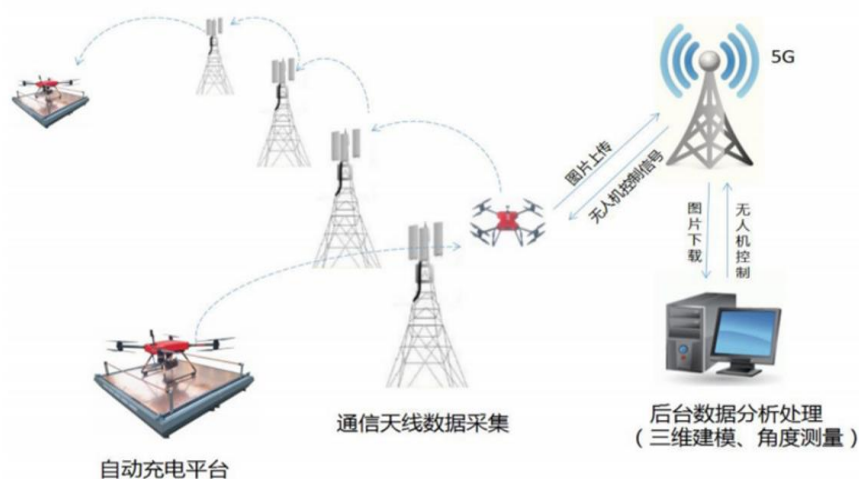 5G
图片上传
无人机控制信号
图片下载
无人机控制
通信天线数据采集
后台数据分析处理
（三维建模、角度测量）
自动充电平台